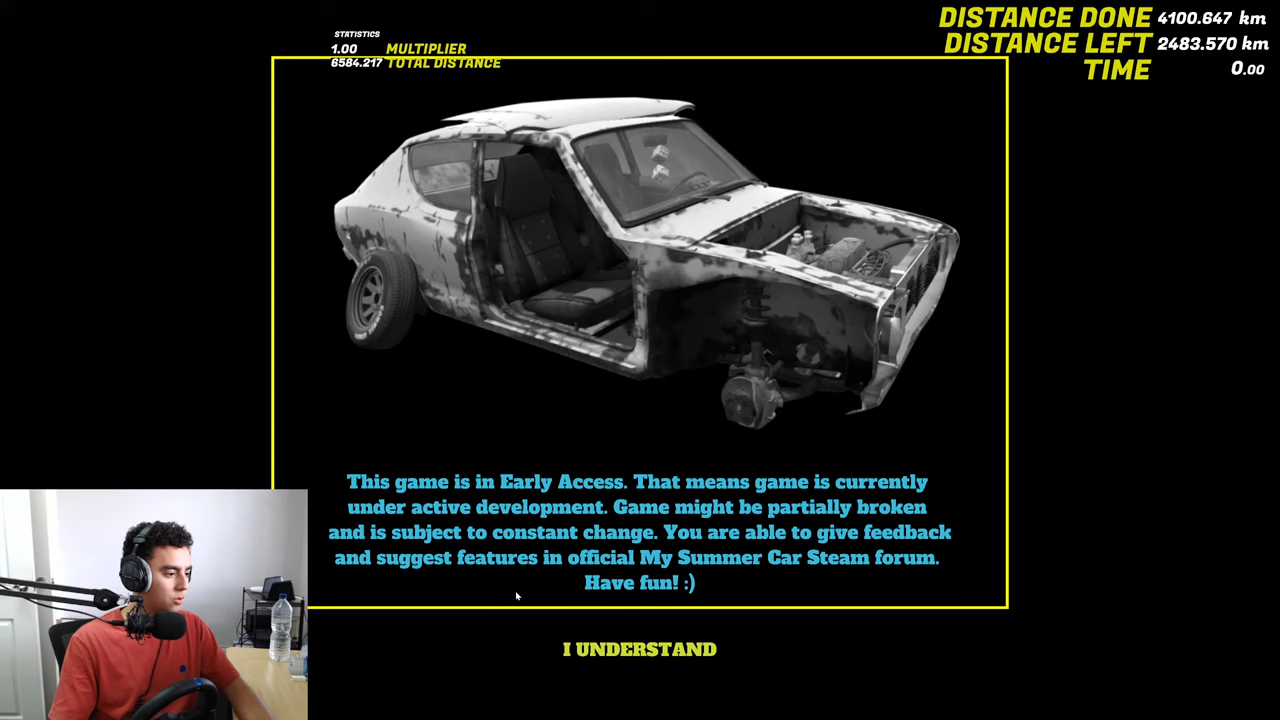 DISTANCE DONE 4100.647 km
DISTANCE LEFT 2483.570 km
TIME 0.00
STATISTICS
1.00 MULTIPLIER
6584.217 TOTAL DISTANCE
This game is in Early Access. That means game is currently
under active development. Game might be partially broken
and is subject to constant change. You are able to give feedback
and suggest features in official My Summer Car Steam forum.
Have fun! :)
I UNDERSTAND